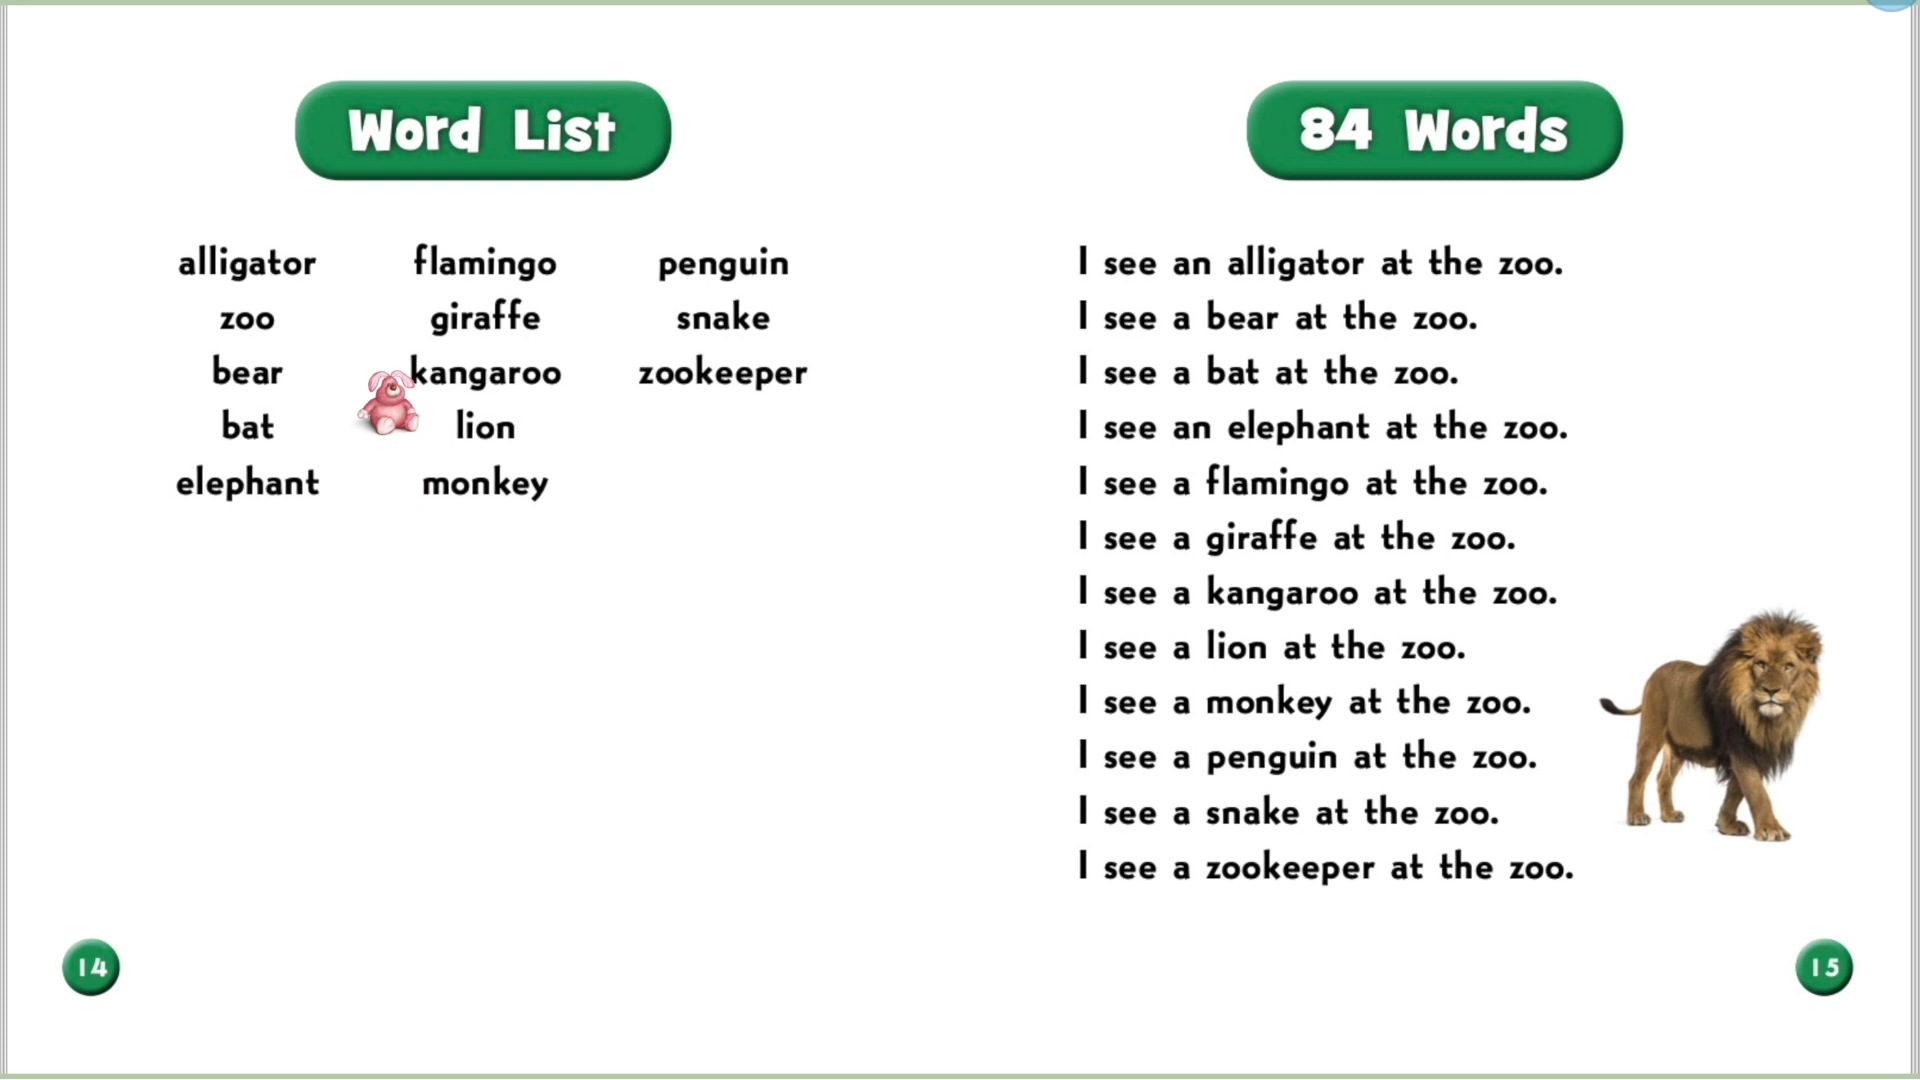 Word List
alligator flamingo penguin
zoo giraffe snake
bear kangaroo zookeeper
bat lion
elephant monkey
14
84 Words
I see an alligator at the zoo.
I see a bear at the zoo.
I see a bat at the zoo.
I see an elephant at the zoo.
I see a flamingo at the zoo.
I see a giraffe at the zoo.
I see a kangaroo at the zoo.
I see a lion at the zoo.
I see a monkey at the zoo.
I see a penguin at the zoo.
I see a snake at the zoo.
I see a zookeeper at the zoo.
15